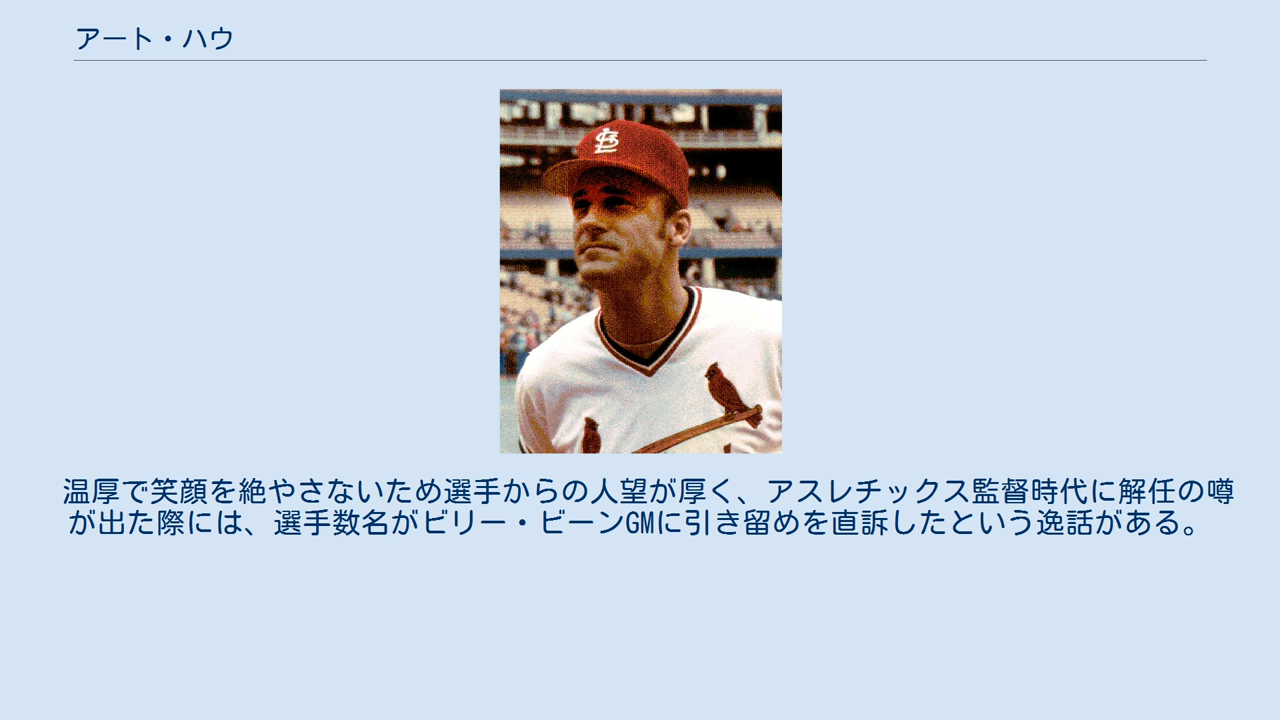 アート・ハウ
温厚で笑顔を絶やさないため選手からの人望が厚く、アスレチックス監督時代に解任の噂
が出た際には、選手数名がビリー・ビーンGMに引き留めを直訴したという逸話がある。